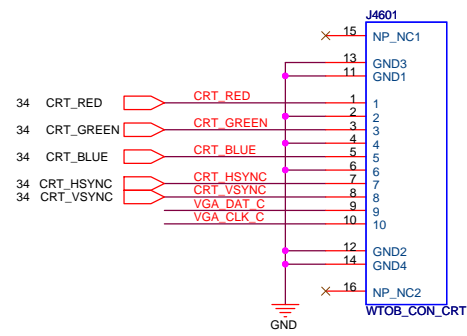 J4601
15 NP_NC1
13 GND3
11 GND1
34 CRT_RED CRT_RED 1 1
2 2
34 CRT_GREEN CRT_GREEN 3 3
4 4
34 CRT_BLUE CRT_BLUE 5 5
6 6
34 CRT_HSYNC CRT_HSYNC 7 7
34 CRT_VSYNC CRT_VSYNC 8 8
VGA_DAT_C 9 9
VGA_CLK_C 10 10
12 GND2
14 GND4
16 NP_NC2
WTOB_CON_CRT
GND